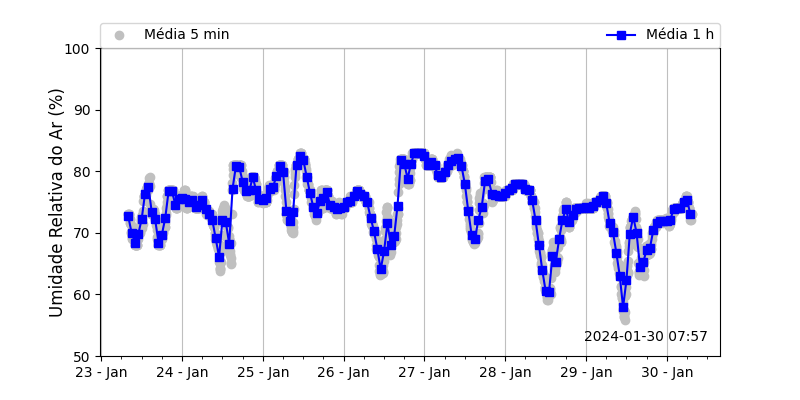 Média 5 min
Média 1 h
Umidade Relativa do Ar (%)
100
90
80
70
60
50
2024-01-30 07:57
23 - Jan
24 - Jan
25 - Jan
26 - Jan
27 - Jan
28 - Jan
29 - Jan
30 - Jan